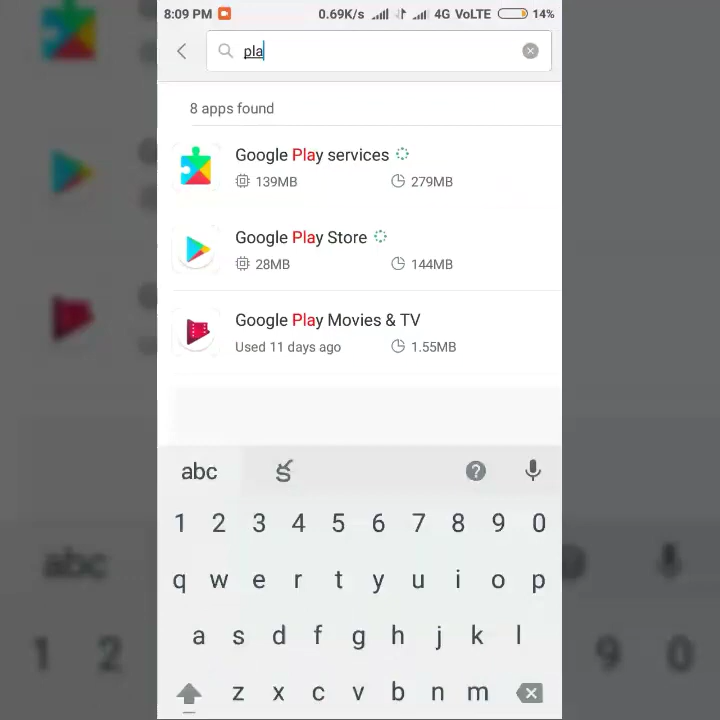 8:09 PM 0.69K/s 4G VoLTE 14%
pla
8 apps found
Google Play services
139MB 279MB
Google Play Store
28MB 144MB
Google Play Movies & TV
Used 11 days ago 1.55MB
abc క
1 2 3 4 5 6 7 8 9 0
q w e r t y u i o p
a s d f g h j k l
z x c v b n m